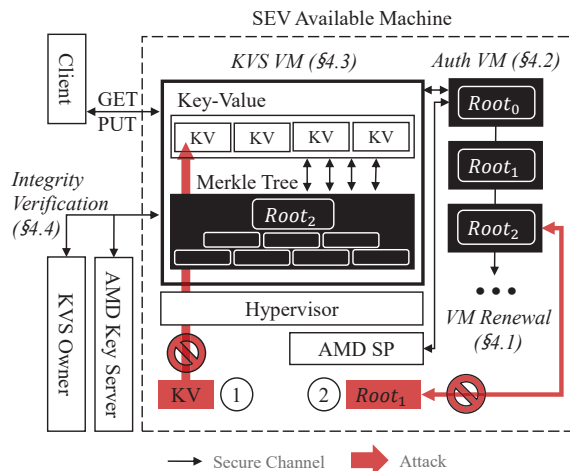 SEV Available Machine
KVS VM (§4.3)
Auth VM (§4.2)
Client
GET
PUT
Key-Value
KV KV KV KV
Merkle Tree
Root₂
Root₀
Root₁
Root₂
Integrity
Verification
(§4.4)
KVS Owner
AMD Key Server
Hypervisor
AMD SP
VM Renewal
(§4.1)
KV 1
2 Root₁
Secure Channel
Attack